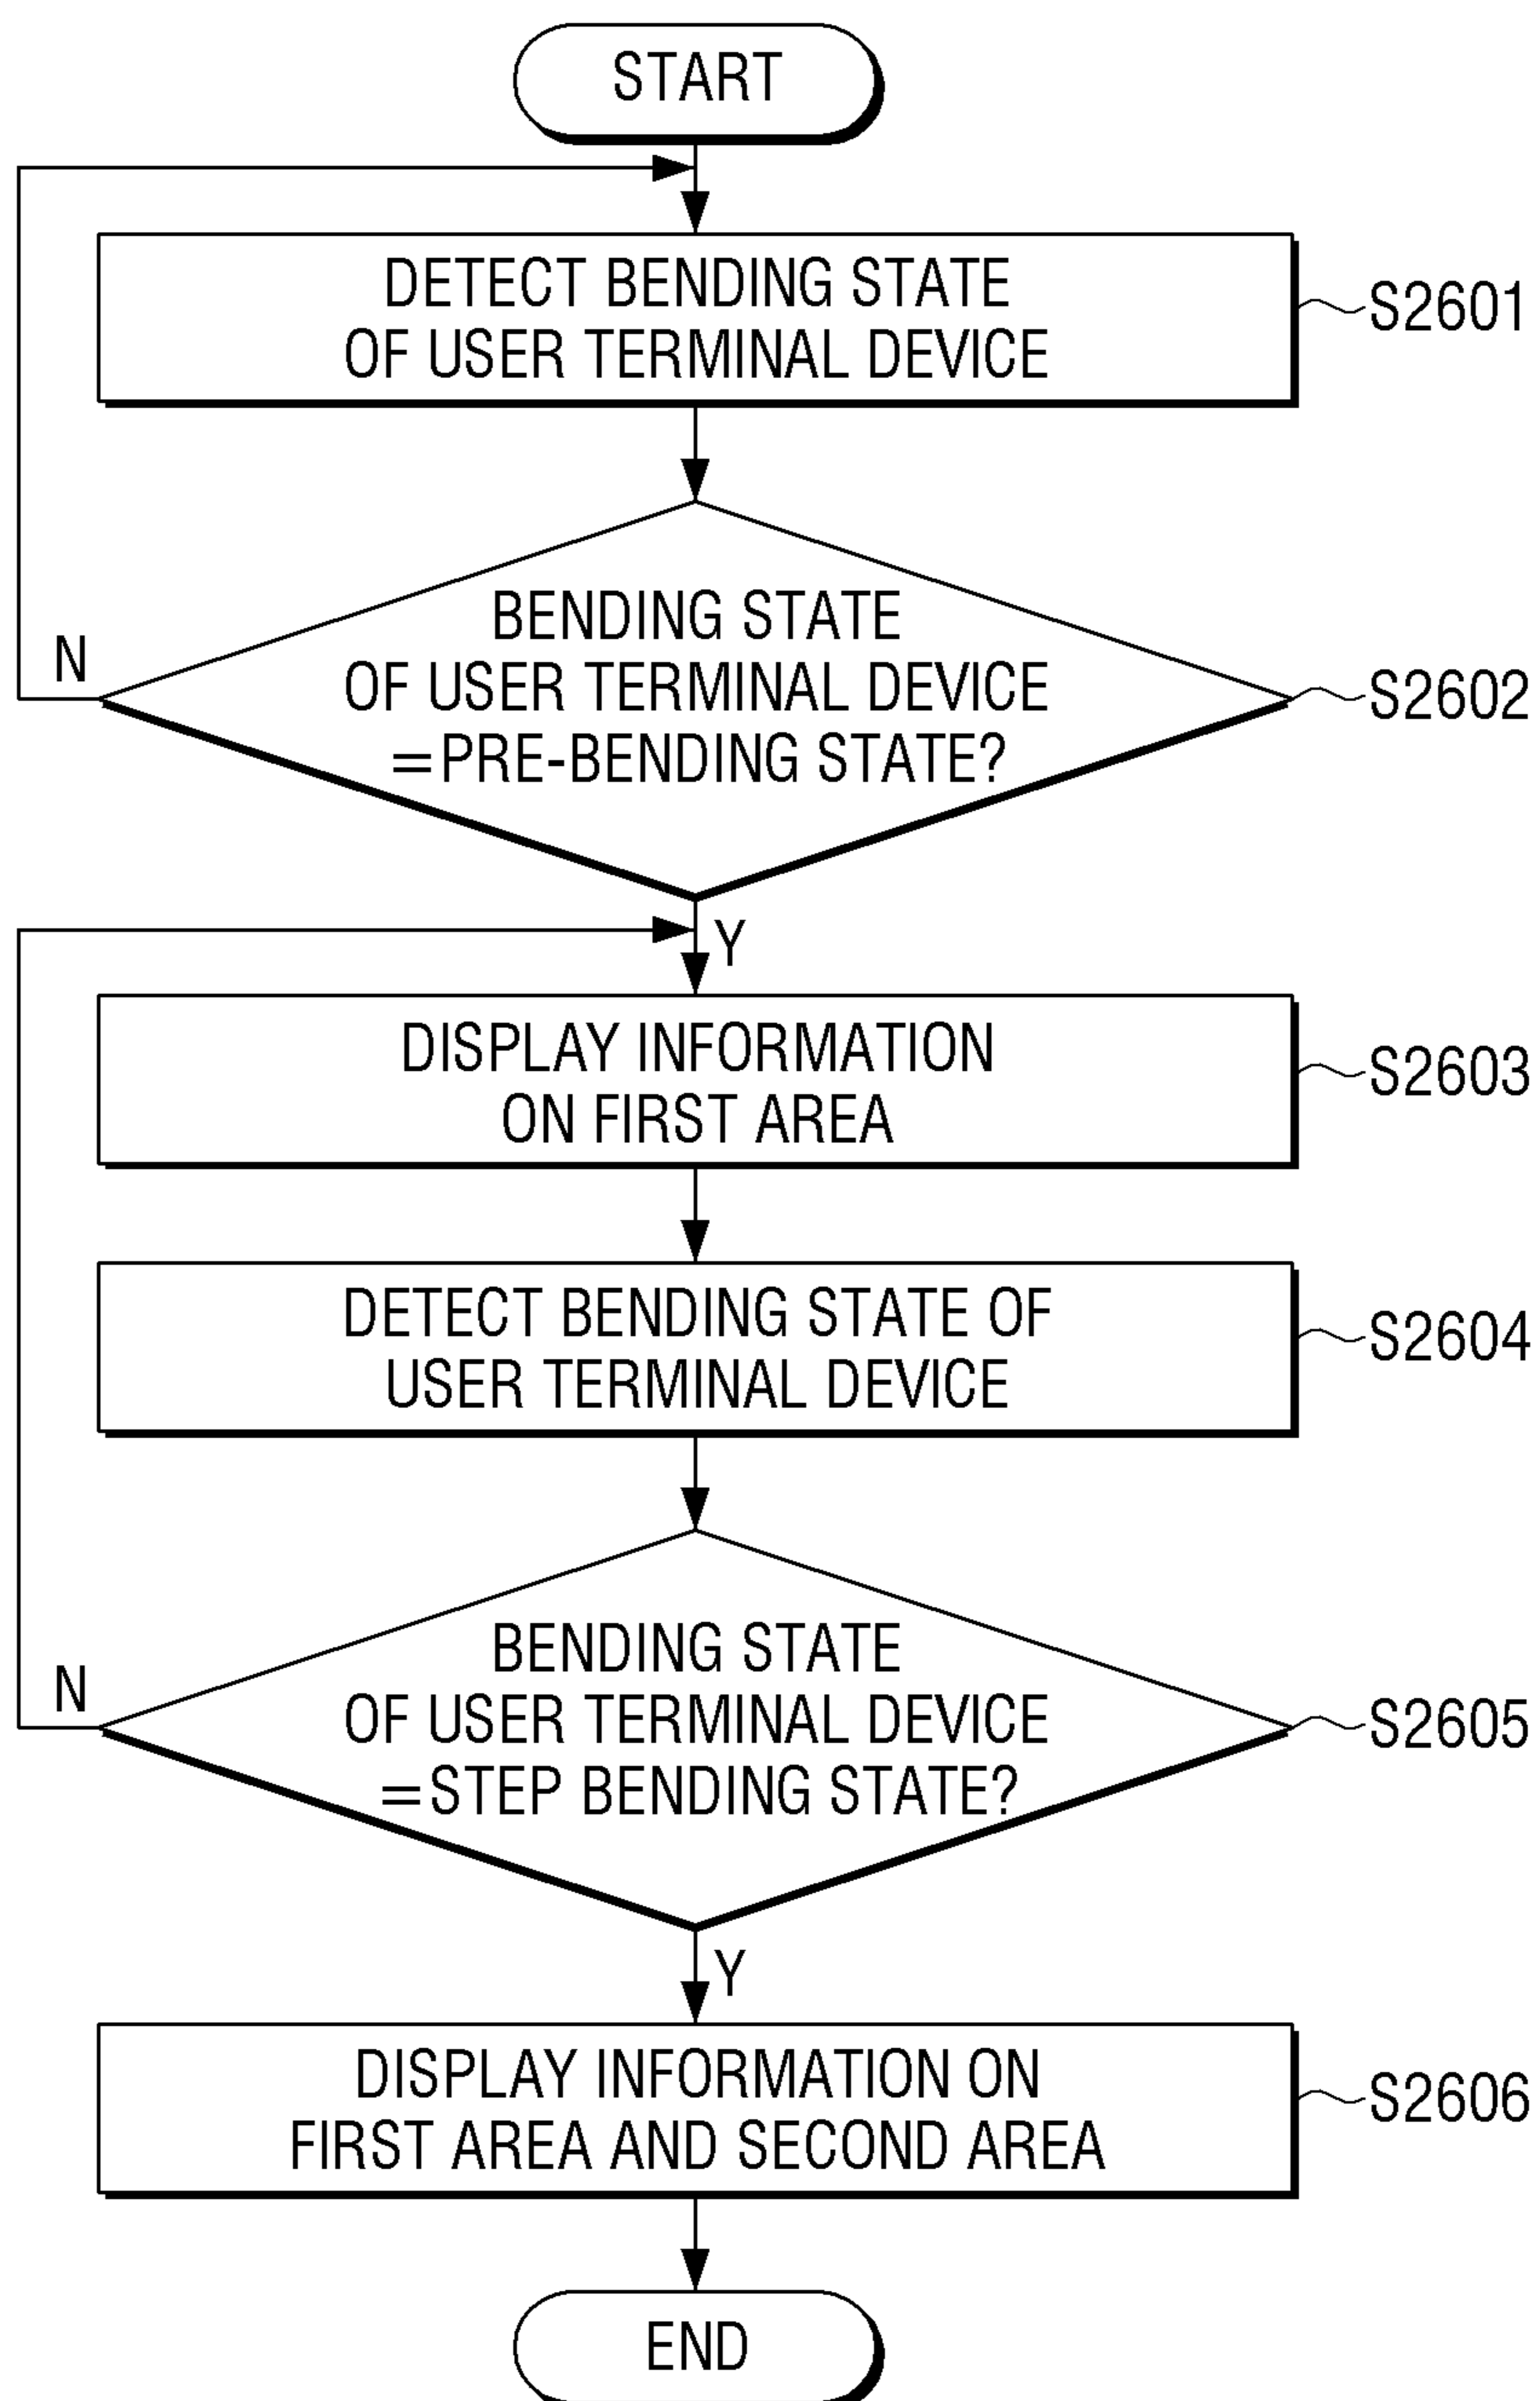 START
DETECT BENDING STATE
OF USER TERMINAL DEVICE
S2601
BENDING STATE
OF USER TERMINAL DEVICE
=PRE-BENDING STATE?
S2602
N
Y
DISPLAY INFORMATION
ON FIRST AREA
S2603
DETECT BENDING STATE OF
USER TERMINAL DEVICE
S2604
BENDING STATE
OF USER TERMINAL DEVICE
=STEP BENDING STATE?
S2605
N
Y
DISPLAY INFORMATION ON
FIRST AREA AND SECOND AREA
S2606
END